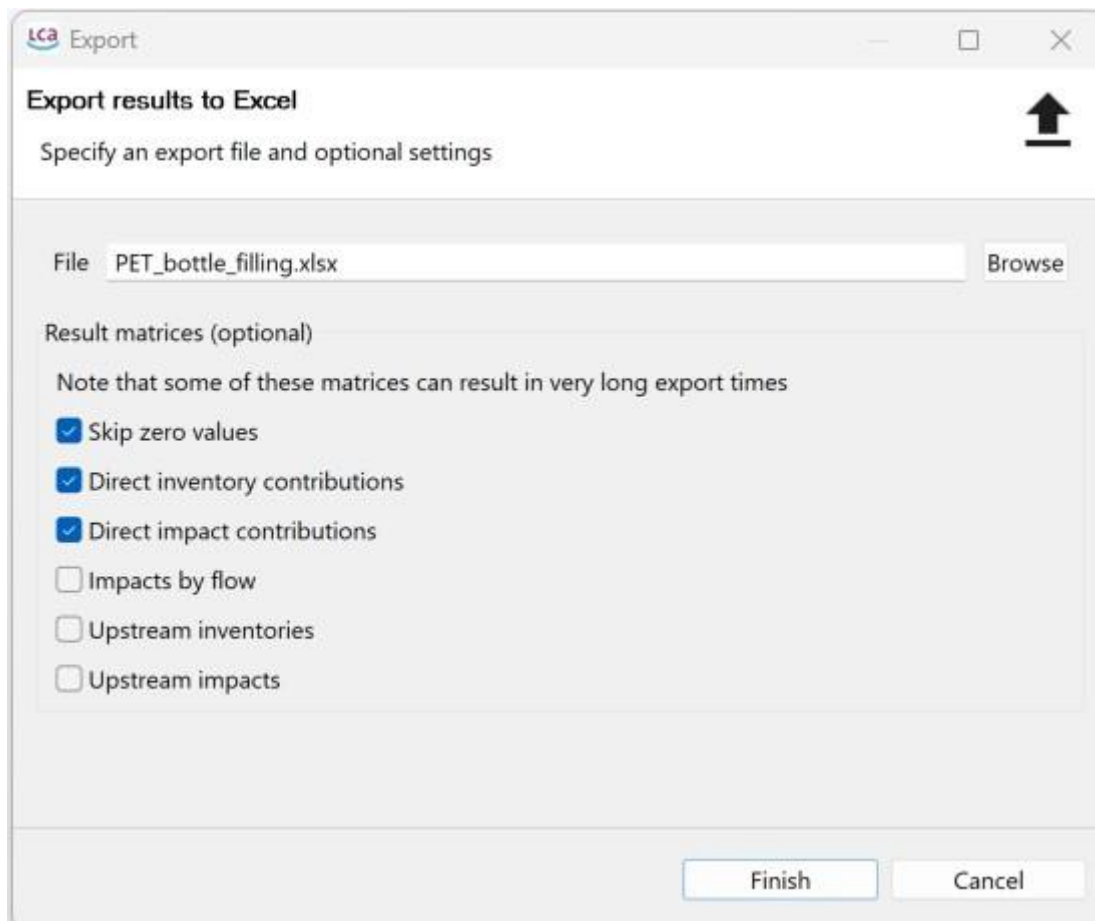 LCA Export
Export results to Excel
Specify an export file and optional settings
File PET_bottle_filling.xlsx Browse
Result matrices (optional)
Note that some of these matrices can result in very long export times
Skip zero values
Direct inventory contributions
Direct impact contributions
Impacts by flow
Upstream inventories
Upstream impacts
Finish Cancel